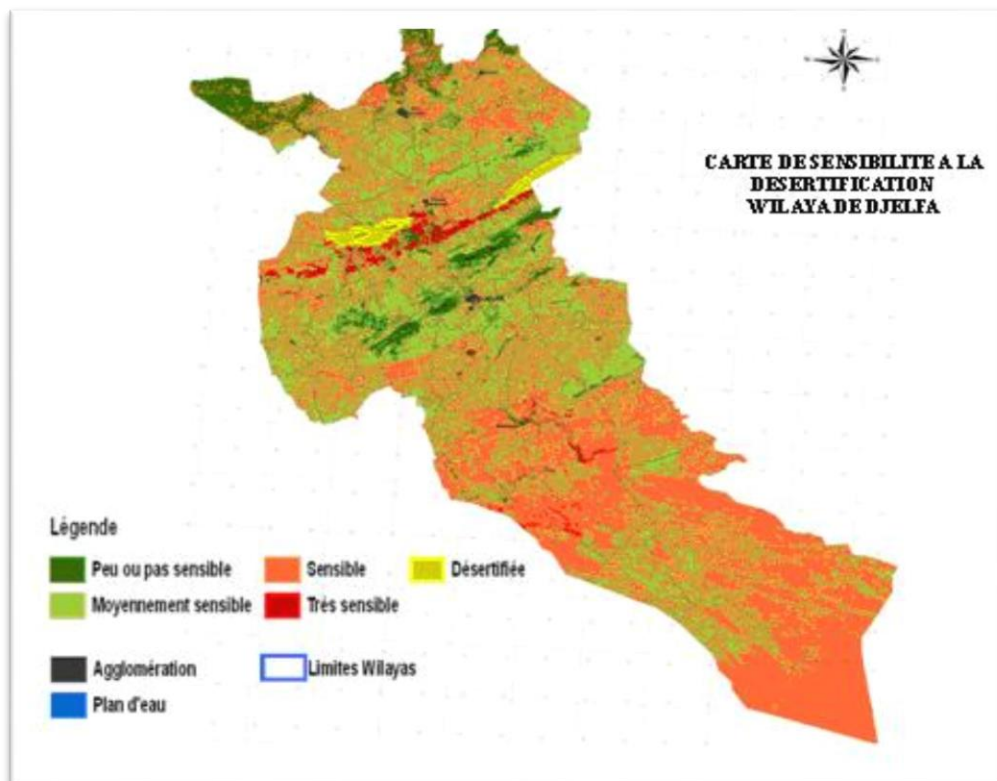 CARTE DE SENSIBILITE A LA
DESERTIFICATION
WILAYA DE DJELFA
Légende
Peu ou pas sensible
Sensible
Désertifiée
Moyennement sensible
Trés sensible
Agglomération
Limites Wilayas
Plan d'eau